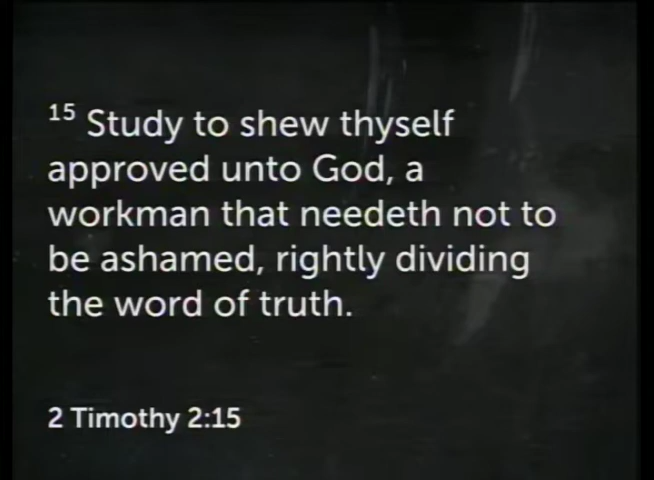 15 Study to shew thyself
approved unto God, a
workman that needeth not to
be ashamed, rightly dividing
the word of truth.
2 Timothy 2:15